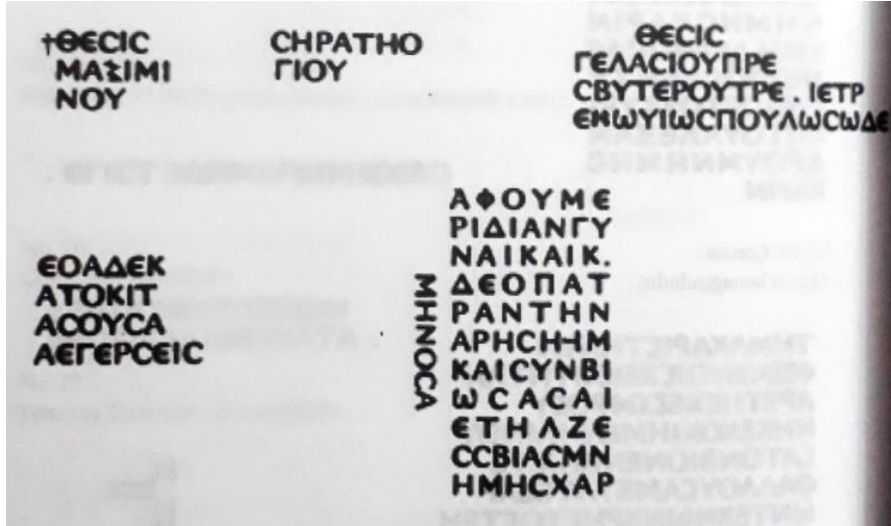 †ΘΕCΙC
ΜΑΞΙΜΙ
ΝΟΥ
CΗΡΑΤΗΟ
ΓΙΟΥ
ΘΕCΙC
ΓΕΛΑCΙΟΥΠΡΕ
CΒΥΤΕΡΟΥΤΡΕ . ΙΕΤΡ
ΕΚωΥΙωCΠΟΥΛωCωΔΕ
ΕΟΑΔΕΚ
ΑΤΟΚΙΤ
ΑCΟΥCΑ
ΑΕΓΕΡCΕΙC
ΜΗΝΟCΑ
ΑΦΟΥΜΕ
ΡΙΔΙΑΝΓΥ
ΝΑΙΚΑΙΚ.
ΔΕΟΠΑΤ
ΡΑΝΤΗΝ
ΑΡΗCΗΗΜ
ΚΑΙCΥΝΒΙ
ωCΑCΑΙ
ΕΤΗΛΖΕ
CCΒΙΑCΜΝ
ΗΜΗCΧΑΡ